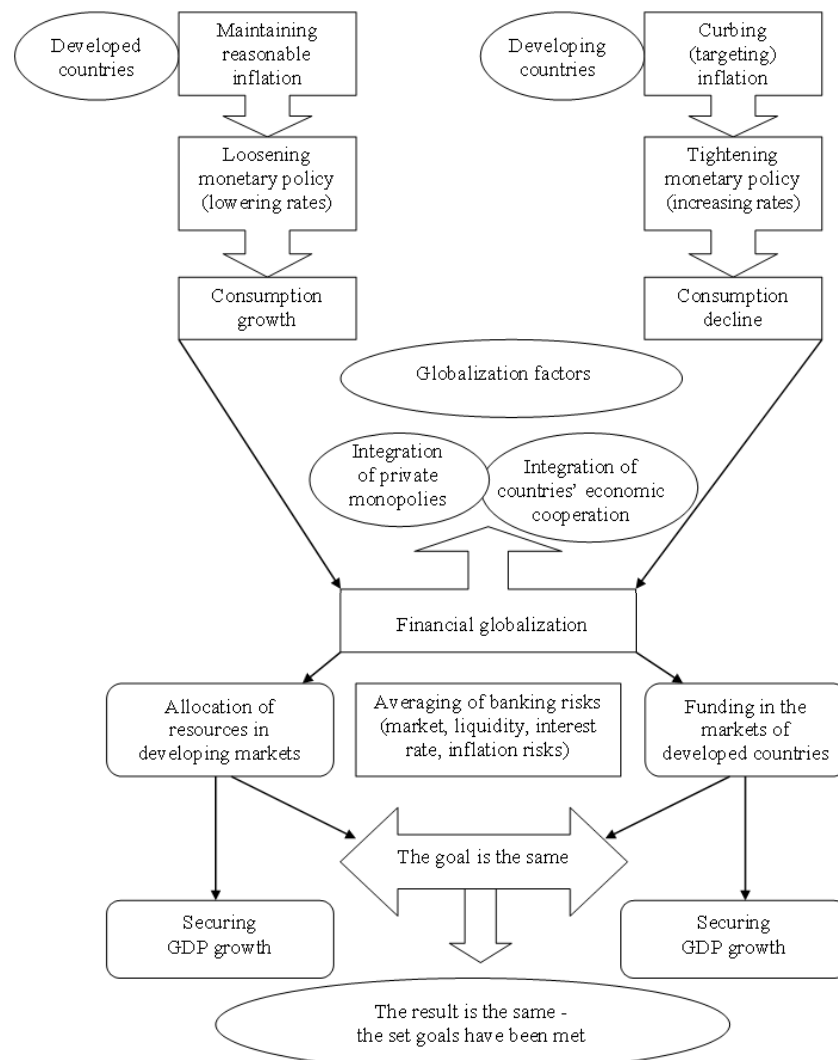 Developed
countries
Maintaining
reasonable
inflation
Developing
countries
Curbing
(targeting)
inflation
Loosening
monetary policy
(lowering rates)
Tightening
monetary policy
(increasing rates)
Consumption
growth
Consumption
decline
Globalization factors
Integration
of private
monopolies
Integration of
countries’ economic
cooperation
Financial globalization
Allocation of
resources in
developing markets
Averaging of banking risks
(market, liquidity, interest
rate, inflation risks)
Funding in the
markets of
developed countries
The goal is the same
Securing
GDP growth
Securing
GDP growth
The result is the same -
the set goals have been met